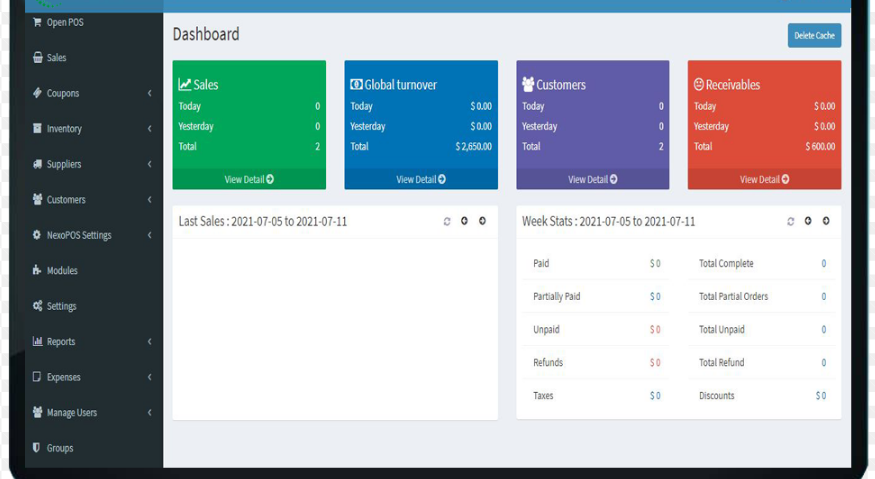 Open POS
Sales
Coupons
Inventory
Suppliers
Customers
NexoPOS Settings
Modules
Settings
Reports
Expenses
Manage Users
Groups
Dashboard
Delete Cache
Sales
Today 0
Yesterday 0
Total 2
View Detail
Global turnover
Today $ 0.00
Yesterday $ 0.00
Total $ 2,650.00
View Detail
Customers
Today 0
Yesterday 0
Total 2
View Detail
Receivables
Today $ 0.00
Yesterday $ 0.00
Total $ 600.00
View Detail
Last Sales : 2021-07-05 to 2021-07-11
Week Stats : 2021-07-05 to 2021-07-11
Paid $ 0 Total Complete 0
Partially Paid $ 0 Total Partial Orders 0
Unpaid $ 0 Total Unpaid 0
Refunds $ 0 Total Refund 0
Taxes $ 0 Discounts $ 0